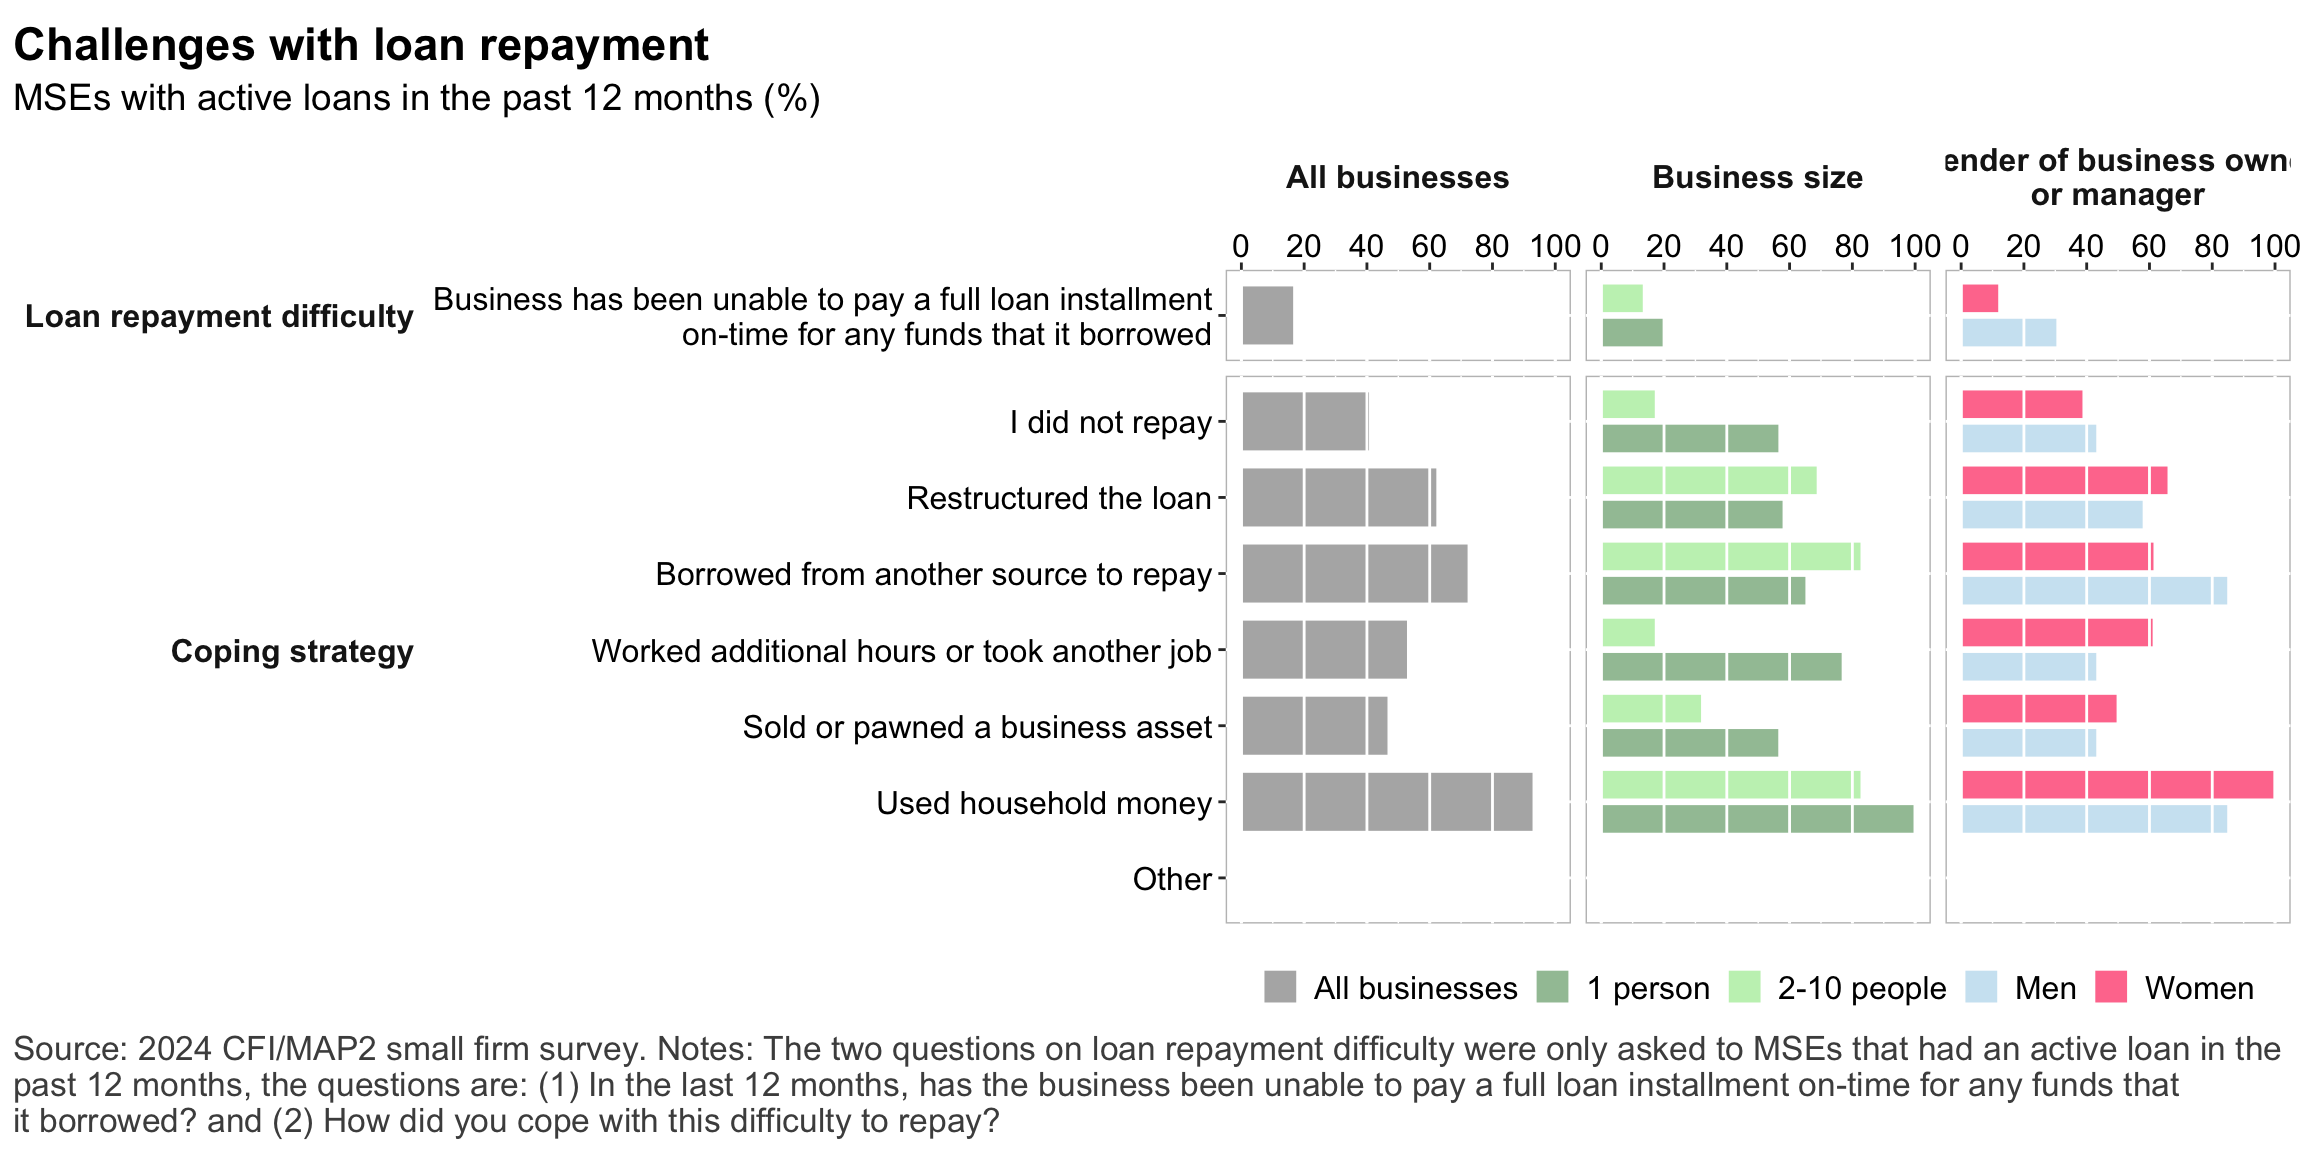 Challenges with loan repayment
MSEs with active loans in the past 12 months (%)
All businesses
Business size
ender of business own
or manager
0 20 40 60 80 100 0 20 40 60 80 100 0 20 40 60 80 100
Loan repayment difficulty
Business has been unable to pay a full loan installment
on-time for any funds that it borrowed
Coping strategy
I did not repay
Restructured the loan
Borrowed from another source to repay
Worked additional hours or took another job
Sold or pawned a business asset
Used household money
Other
All businesses 1 person 2-10 people Men Women
Source: 2024 CFI/MAP2 small firm survey. Notes: The two questions on loan repayment difficulty were only asked to MSEs that had an active loan in the
past 12 months, the questions are: (1) In the last 12 months, has the business been unable to pay a full loan installment on-time for any funds that
it borrowed? and (2) How did you cope with this difficulty to repay?